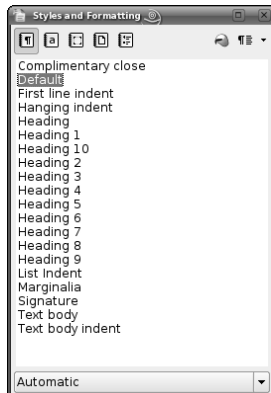 Styles and Formatting
Complimentary close
Default
First line indent
Hanging indent
Heading
Heading 1
Heading 10
Heading 2
Heading 3
Heading 4
Heading 5
Heading 6
Heading 7
Heading 8
Heading 9
List Indent
Marginalia
Signature
Text body
Text body indent
Automatic